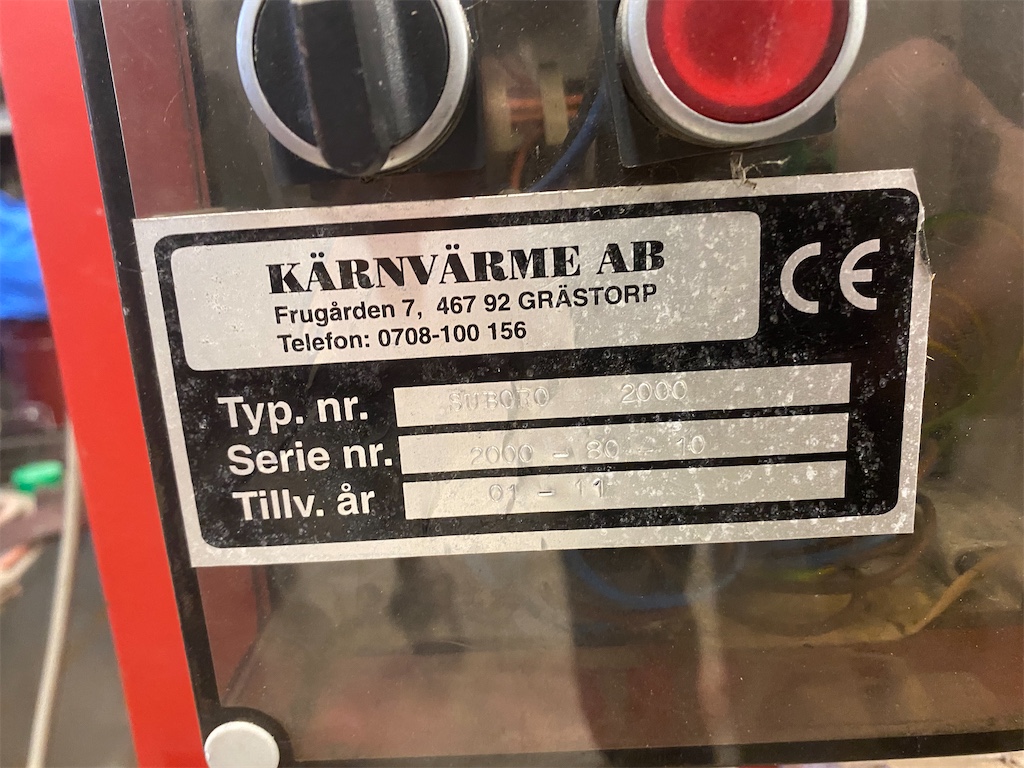 KÄRNVÄRME AB
Frugården 7, 467 92 GRÄSTORP
Telefon: 0708-100 156
CE
Typ. nr. SUBORO 2000
Serie nr. 2000 - 80 - 10
Tillv. år 01 - 11